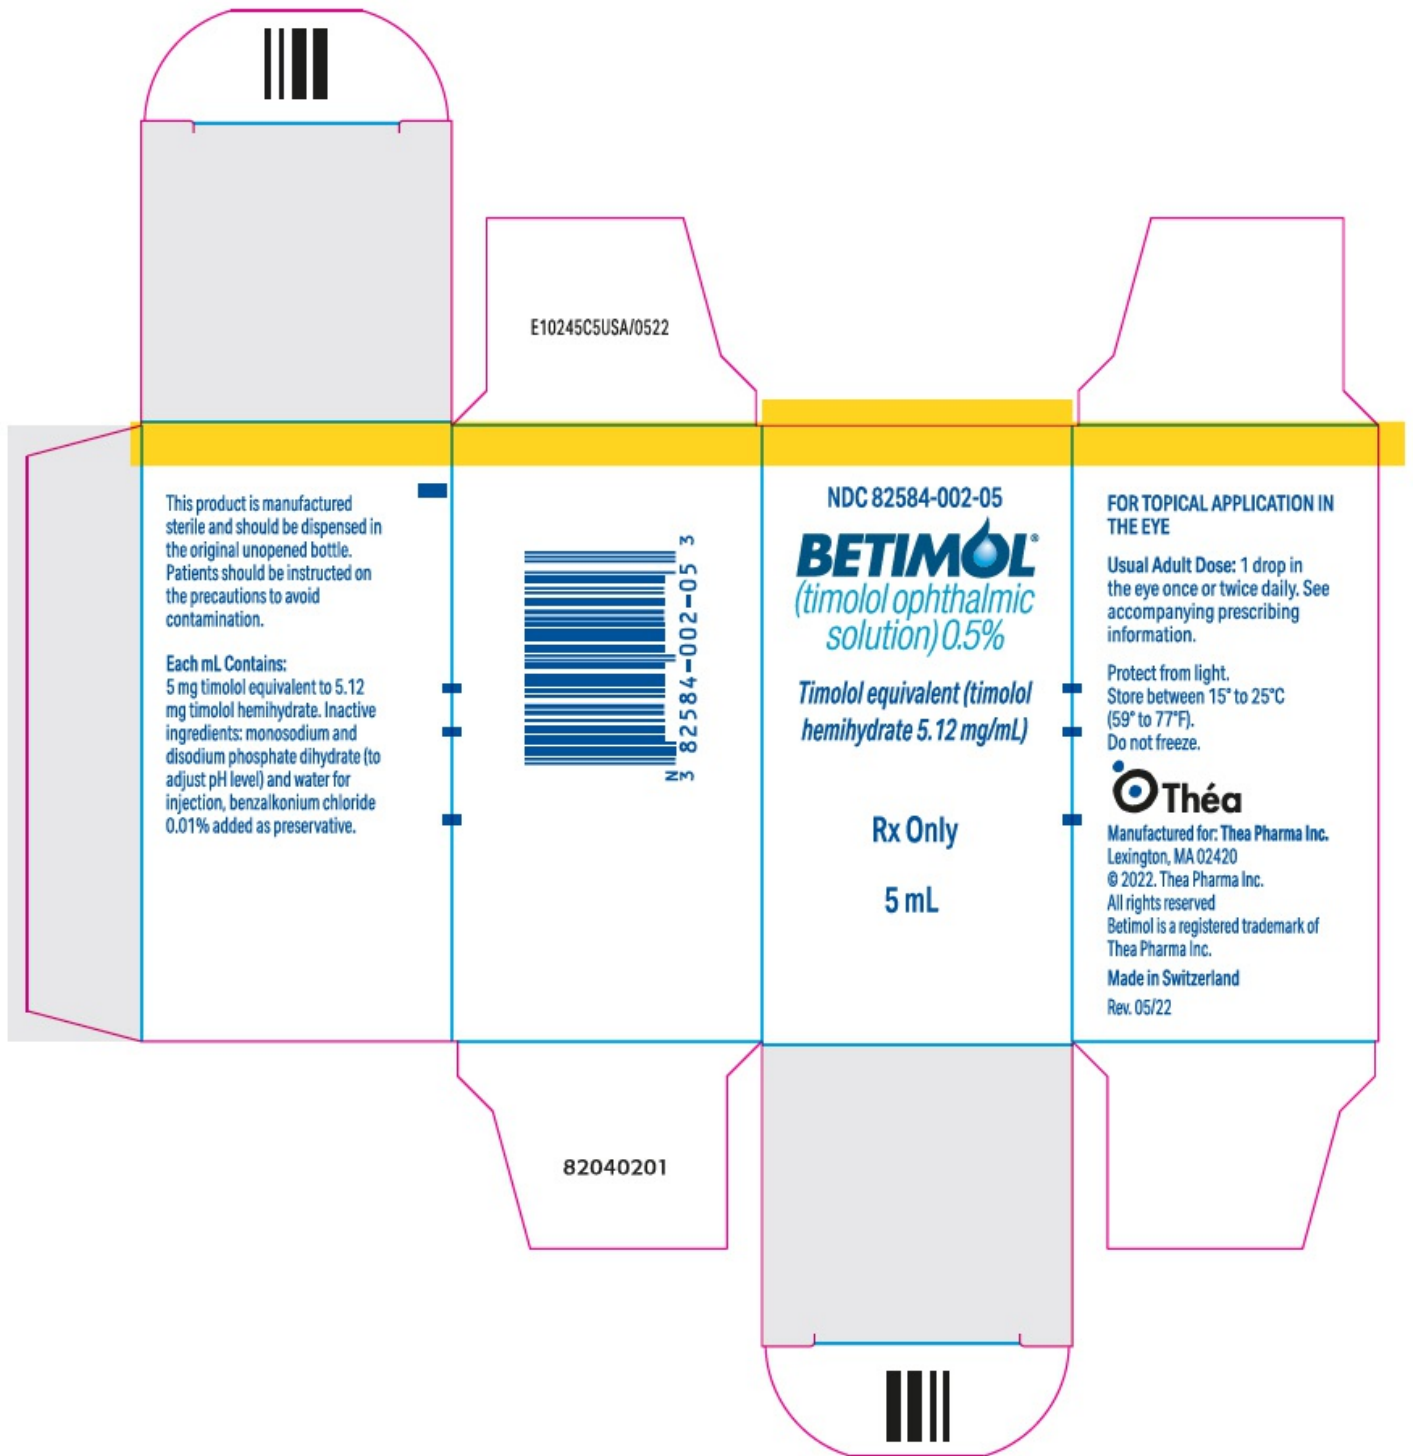 E10245C5USA/0522
This product is manufactured
sterile and should be dispensed in
the original unopened bottle.
Patients should be instructed on
the precautions to avoid
contamination.
Each mL Contains:
5 mg timolol equivalent to 5.12
mg timolol hemihydrate. Inactive
ingredients: monosodium and
disodium phosphate dihydrate (to
adjust pH level) and water for
injection, benzalkonium chloride
0.01% added as preservative.
N
3 82584-002-05 3
NDC 82584-002-05
BETIMOL®
(timolol ophthalmic
solution) 0.5%
Timolol equivalent (timolol
hemihydrate 5.12 mg/mL)
Rx Only
5 mL
FOR TOPICAL APPLICATION IN
THE EYE
Usual Adult Dose: 1 drop in
the eye once or twice daily. See
accompanying prescribing
information.
Protect from light.
Store between 15° to 25°C
(59° to 77°F).
Do not freeze.
Théa
Manufactured for: Thea Pharma Inc.
Lexington, MA 02420
© 2022. Thea Pharma Inc.
All rights reserved
Betimol is a registered trademark of
Thea Pharma Inc.
Made in Switzerland
Rev. 05/22
82040201